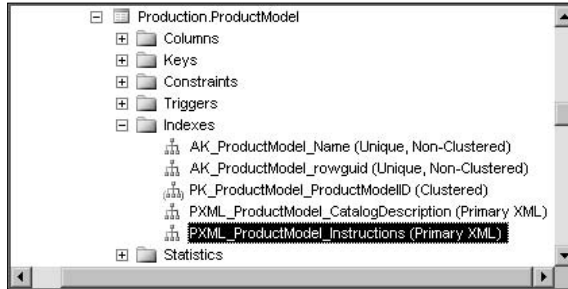 Production.ProductModel
Columns
Keys
Constraints
Triggers
Indexes
AK_ProductModel_Name (Unique, Non-Clustered)
AK_ProductModel_rowguid (Unique, Non-Clustered)
PK_ProductModel_ProductModelID (Clustered)
PXML_ProductModel_CatalogDescription (Primary XML)
PXML_ProductModel_Instructions (Primary XML)
Statistics